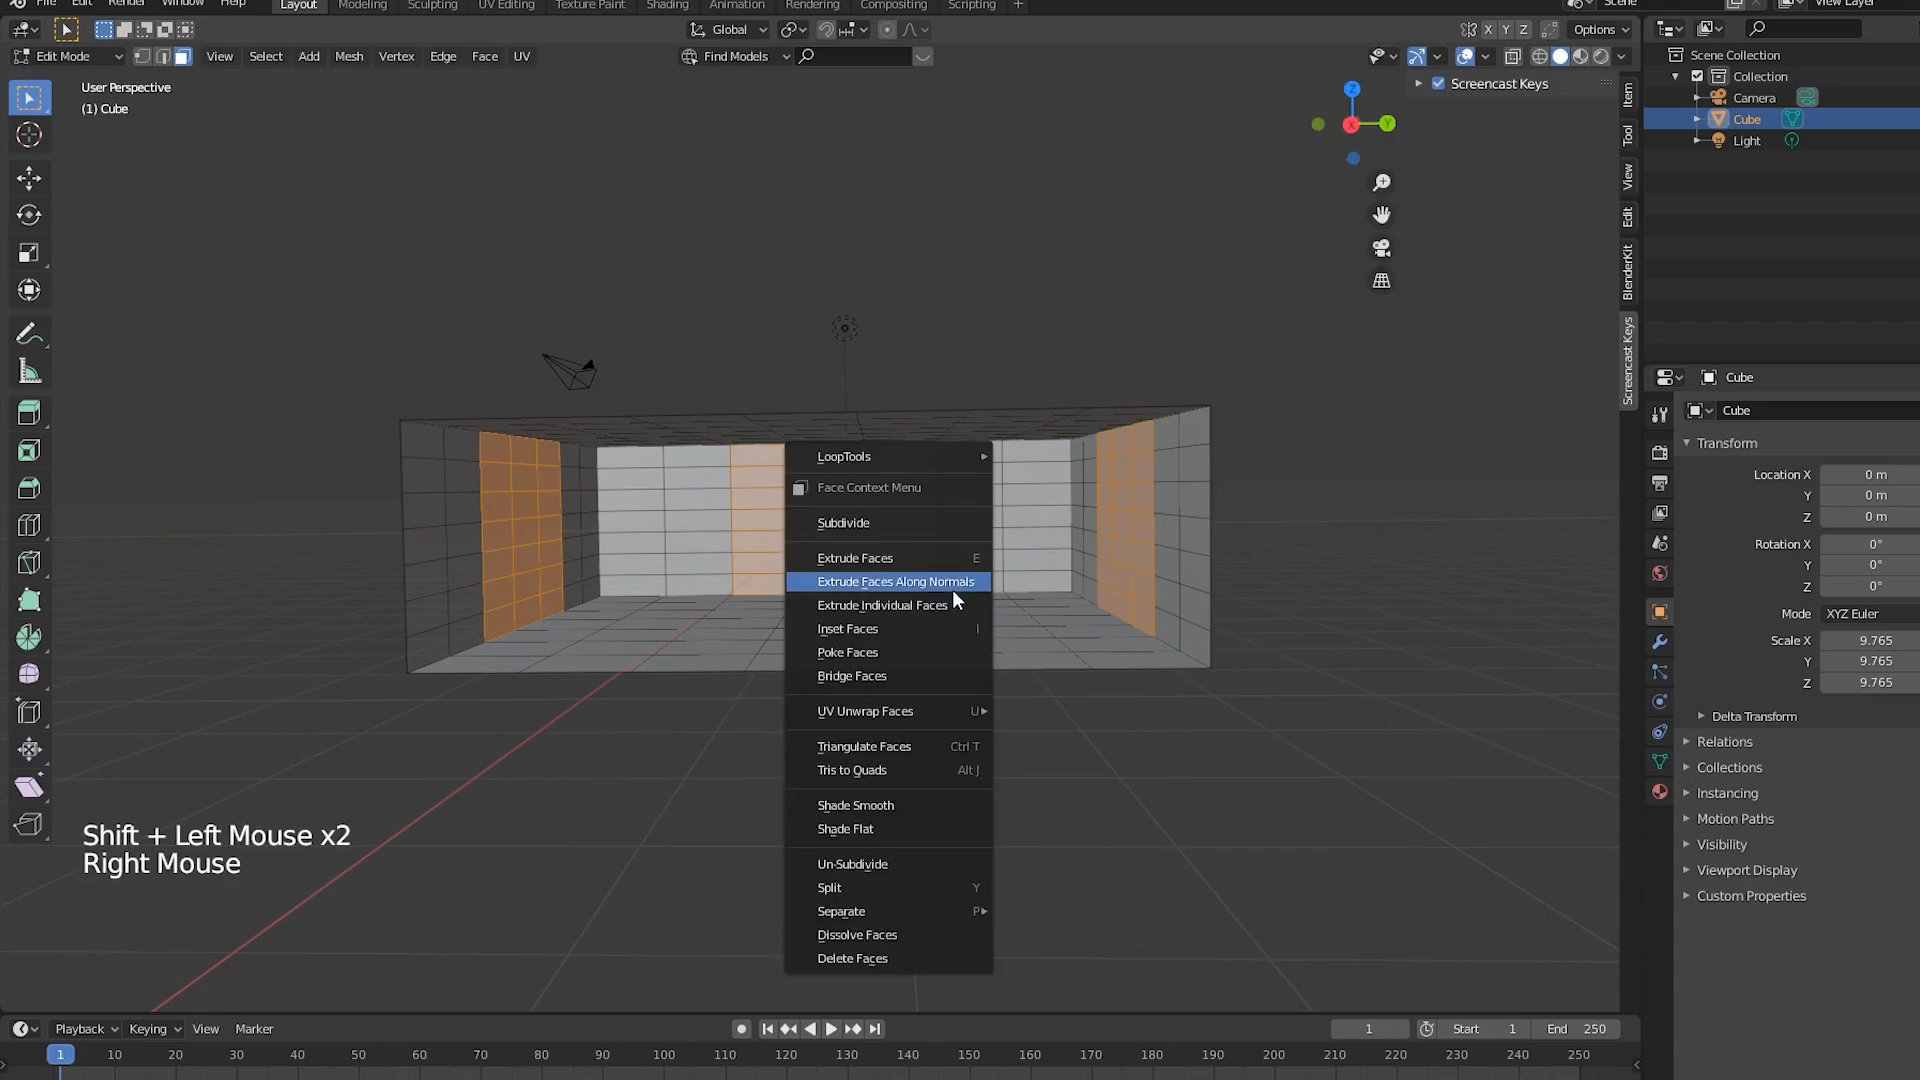 File Edit Render Window Help Layout Modeling Sculpting UV Editing Texture Paint Shading Animation Rendering Compositing Scripting + Scene View Layer
Global X Y Z Options
Edit Mode View Select Add Mesh Vertex Edge Face UV Find Models
User Perspective
(1) Cube
Z
X
Y
Screencast Keys
Item
Tool
View
Edit
BlenderKit
Screencast Keys
Scene Collection
Collection
Camera
Cube
Light
Cube
Cube
Transform
Location X 0 m
Y 0 m
Z 0 m
Rotation X 0°
Y 0°
Z 0°
Mode XYZ Euler
Scale X 9.765
Y 9.765
Z 9.765
Delta Transform
Relations
Collections
Instancing
Motion Paths
Visibility
Viewport Display
Custom Properties
LoopTools
Face Context Menu
Subdivide
Extrude Faces E
Extrude Faces Along Normals
Extrude Individual Faces
Inset Faces I
Poke Faces
Bridge Faces
UV Unwrap Faces U
Triangulate Faces Ctrl T
Tris to Quads Alt J
Shade Smooth
Shade Flat
Un-Subdivide
Split Y
Separate P
Dissolve Faces
Delete Faces
Shift + Left Mouse x2
Right Mouse
Playback Keying View Marker 1 Start 1 End 250
1 10 20 30 40 50 60 70 80 90 100 110 120 130 140 150 160 170 180 190 200 210 220 230 240 250